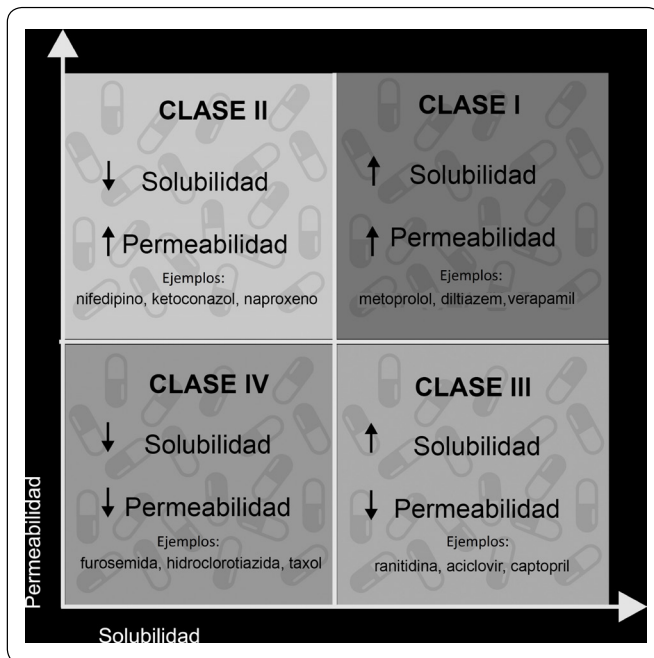 CLASE II
↓ Solubilidad
↑ Permeabilidad
Ejemplos:
nifedipino, ketoconazol, naproxeno
CLASE I
↑ Solubilidad
↑ Permeabilidad
Ejemplos:
metoprolol, diltiazem, verapamil
CLASE IV
↓ Solubilidad
↓ Permeabilidad
Ejemplos:
furosemida, hidroclorotiazida, taxol
CLASE III
↑ Solubilidad
↓ Permeabilidad
Ejemplos:
ranitidina, aciclovir, captopril
Permeabilidad
Solubilidad